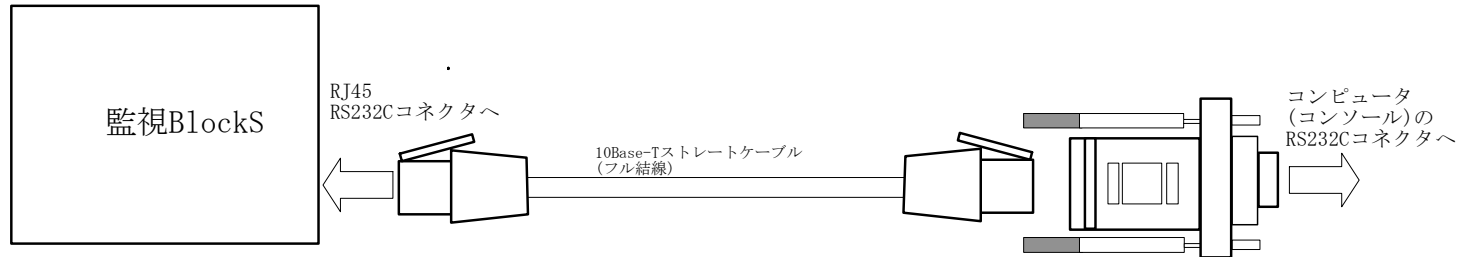 監視BlockS
RJ45
RS232Cコネクタへ
10Base-Tストレートケーブル
(フル結線)
コンピュータ
(コンソール)の
RS232Cコネクタへ